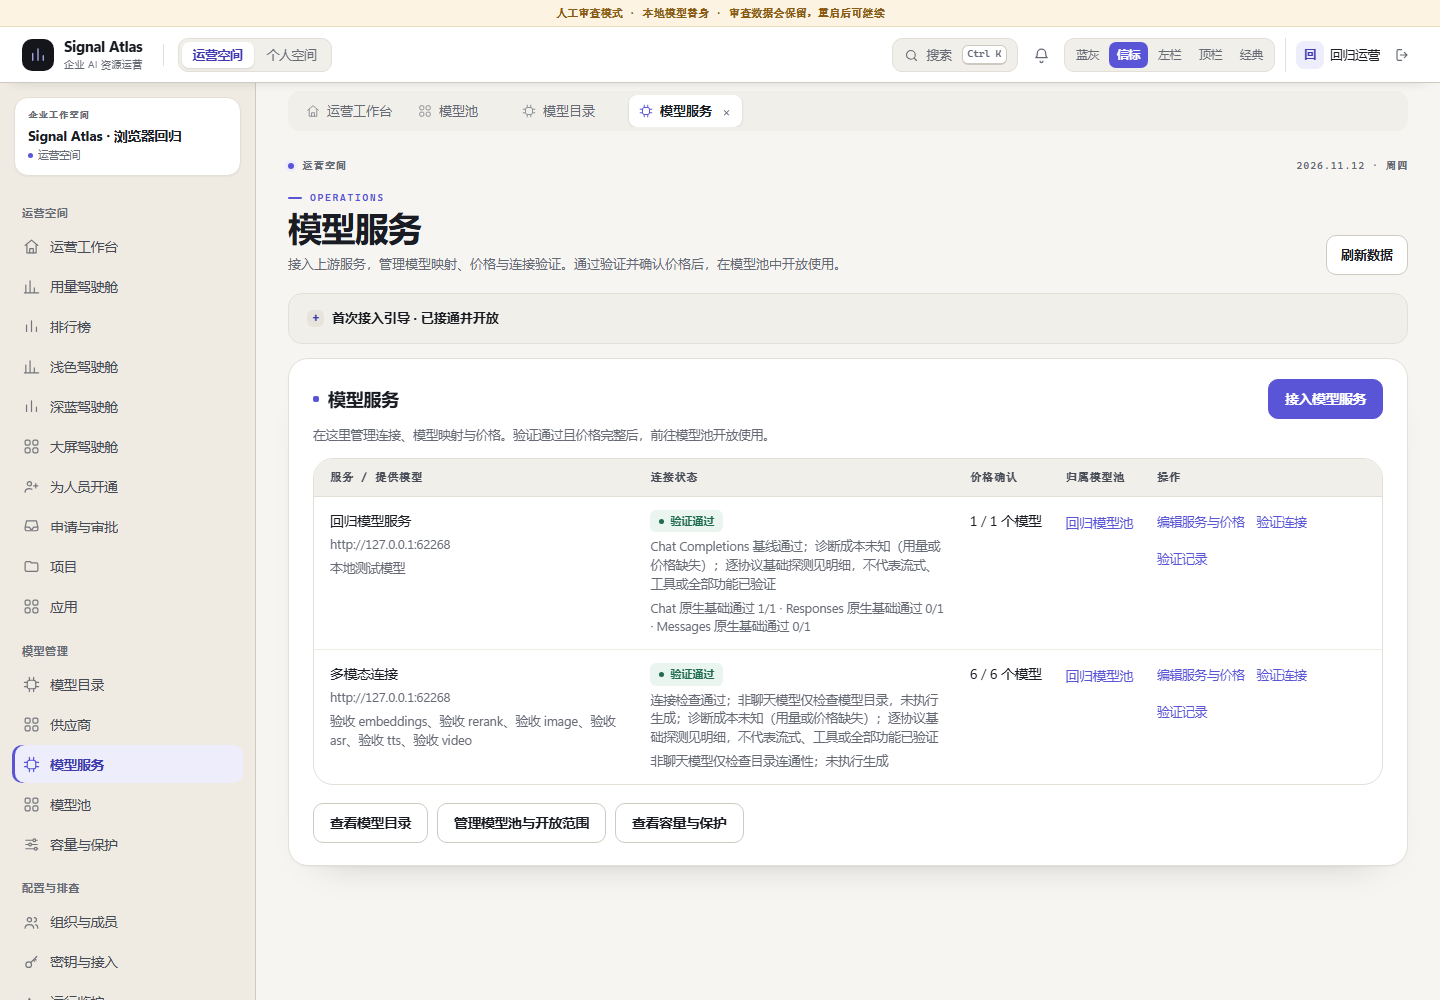 人工审查模式 · 本地模型替身 · 审查数据会保留，重启后可继续
Signal Atlas
企业 AI 资源运营
运营空间 个人空间
搜索 Ctrl K
蓝灰 信标 左栏 顶栏 经典
回 回归运营
企业工作空间
Signal Atlas · 浏览器回归
运营空间
运营空间
运营工作台
用量驾驶舱
排行榜
浅色驾驶舱
深蓝驾驶舱
大屏驾驶舱
为人员开通
申请与审批
项目
应用
模型管理
模型目录
供应商
模型服务
模型池
容量与保护
配置与排查
组织与成员
密钥与接入
运营工作台 模型池 模型目录 模型服务 ×
运营空间
2026.11.12 · 周四
OPERATIONS
模型服务
接入上游服务，管理模型映射、价格与连接验证。通过验证并确认价格后，在模型池中开放使用。
刷新数据
+ 首次接入引导 · 已接通并开放
模型服务
接入模型服务
在这里管理连接、模型映射与价格。验证通过且价格完整后，前往模型池开放使用。
服务 / 提供模型 连接状态 价格确认 归属模型池 操作
回归模型服务
http://127.0.0.1:62268
本地测试模型
验证通过
Chat Completions 基线通过；诊断成本未知（用量或
价格缺失）；逐协议基础探测见明细，不代表流式、
工具或全部功能已验证
Chat 原生基础通过 1/1 · Responses 原生基础通过 0/1
· Messages 原生基础通过 0/1
1 / 1 个模型
回归模型池
编辑服务与价格 验证连接
验证记录
多模态连接
http://127.0.0.1:62268
验收 embeddings、验收 rerank、验收 image、验收
asr、验收 tts、验收 video
验证通过
连接检查通过；非聊天模型仅检查模型目录，未执行
生成；诊断成本未知（用量或价格缺失）；逐协议基
础探测见明细，不代表流式、工具或全部功能已验证
非聊天模型仅检查目录连通性；未执行生成
6 / 6 个模型
回归模型池
编辑服务与价格 验证连接
验证记录
查看模型目录 管理模型池与开放范围 查看容量与保护